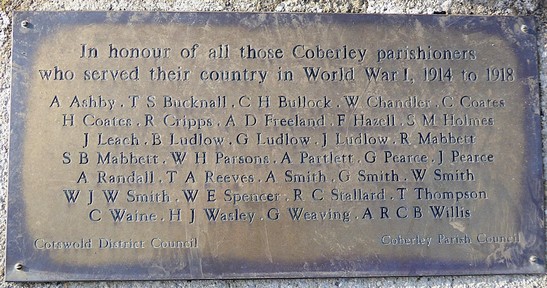 In honour of all those Coberley parishioners
who served their country in World War I, 1914 to 1918
A Ashby . T S Bucknall . C H Bullock . W Chandler . C Coates
H Coates . R Cripps . A D Freeland . F Hazell . S M Holmes
J Leach . B Ludlow . G Ludlow . J Ludlow . R Mabbett
S B Mabbett . W H Parsons . A Partlett . G Pearce . J Pearce
A Randall . T A Reeves . A Smith . G Smith . W Smith
W J W Smith . W E Spencer . R C Stallard . T Thompson
C Waine . H J Wasley . G Weaving . A R C B Willis
Cotswold District Council
Coberley Parish Council